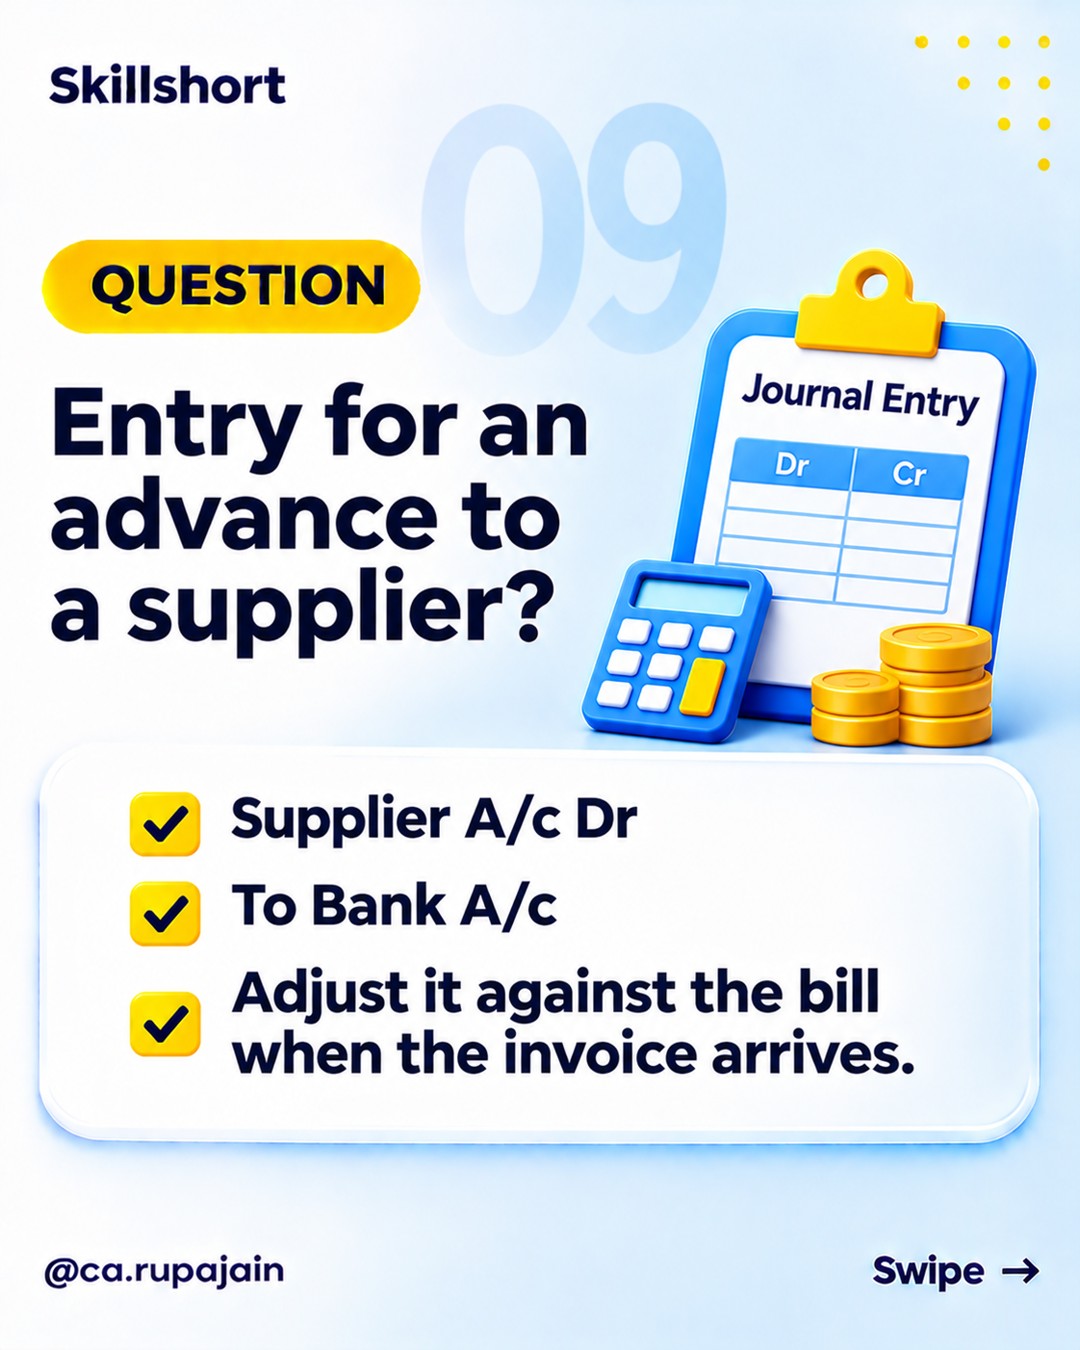 Skillshort
09
QUESTION
Entry for an
advance to
a supplier?
Journal Entry
Dr Cr
Supplier A/c Dr
To Bank A/c
Adjust it against the bill
when the invoice arrives.
@ca.rupajain
Swipe →